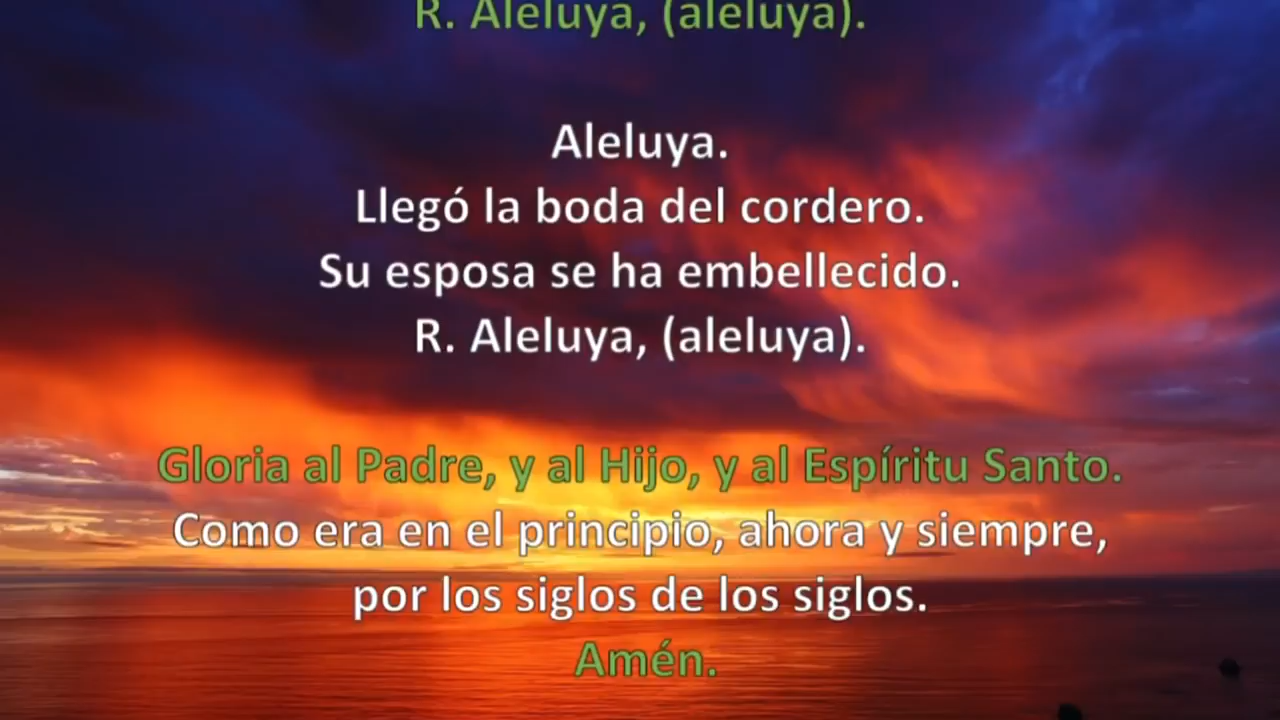 R. Aleluya, (aleluya).
Aleluya.
Llegó la boda del cordero.
Su esposa se ha embellecido.
R. Aleluya, (aleluya).
Gloria al Padre, y al Hijo, y al Espíritu Santo.
Como era en el principio, ahora y siempre,
por los siglos de los siglos.
Amén.